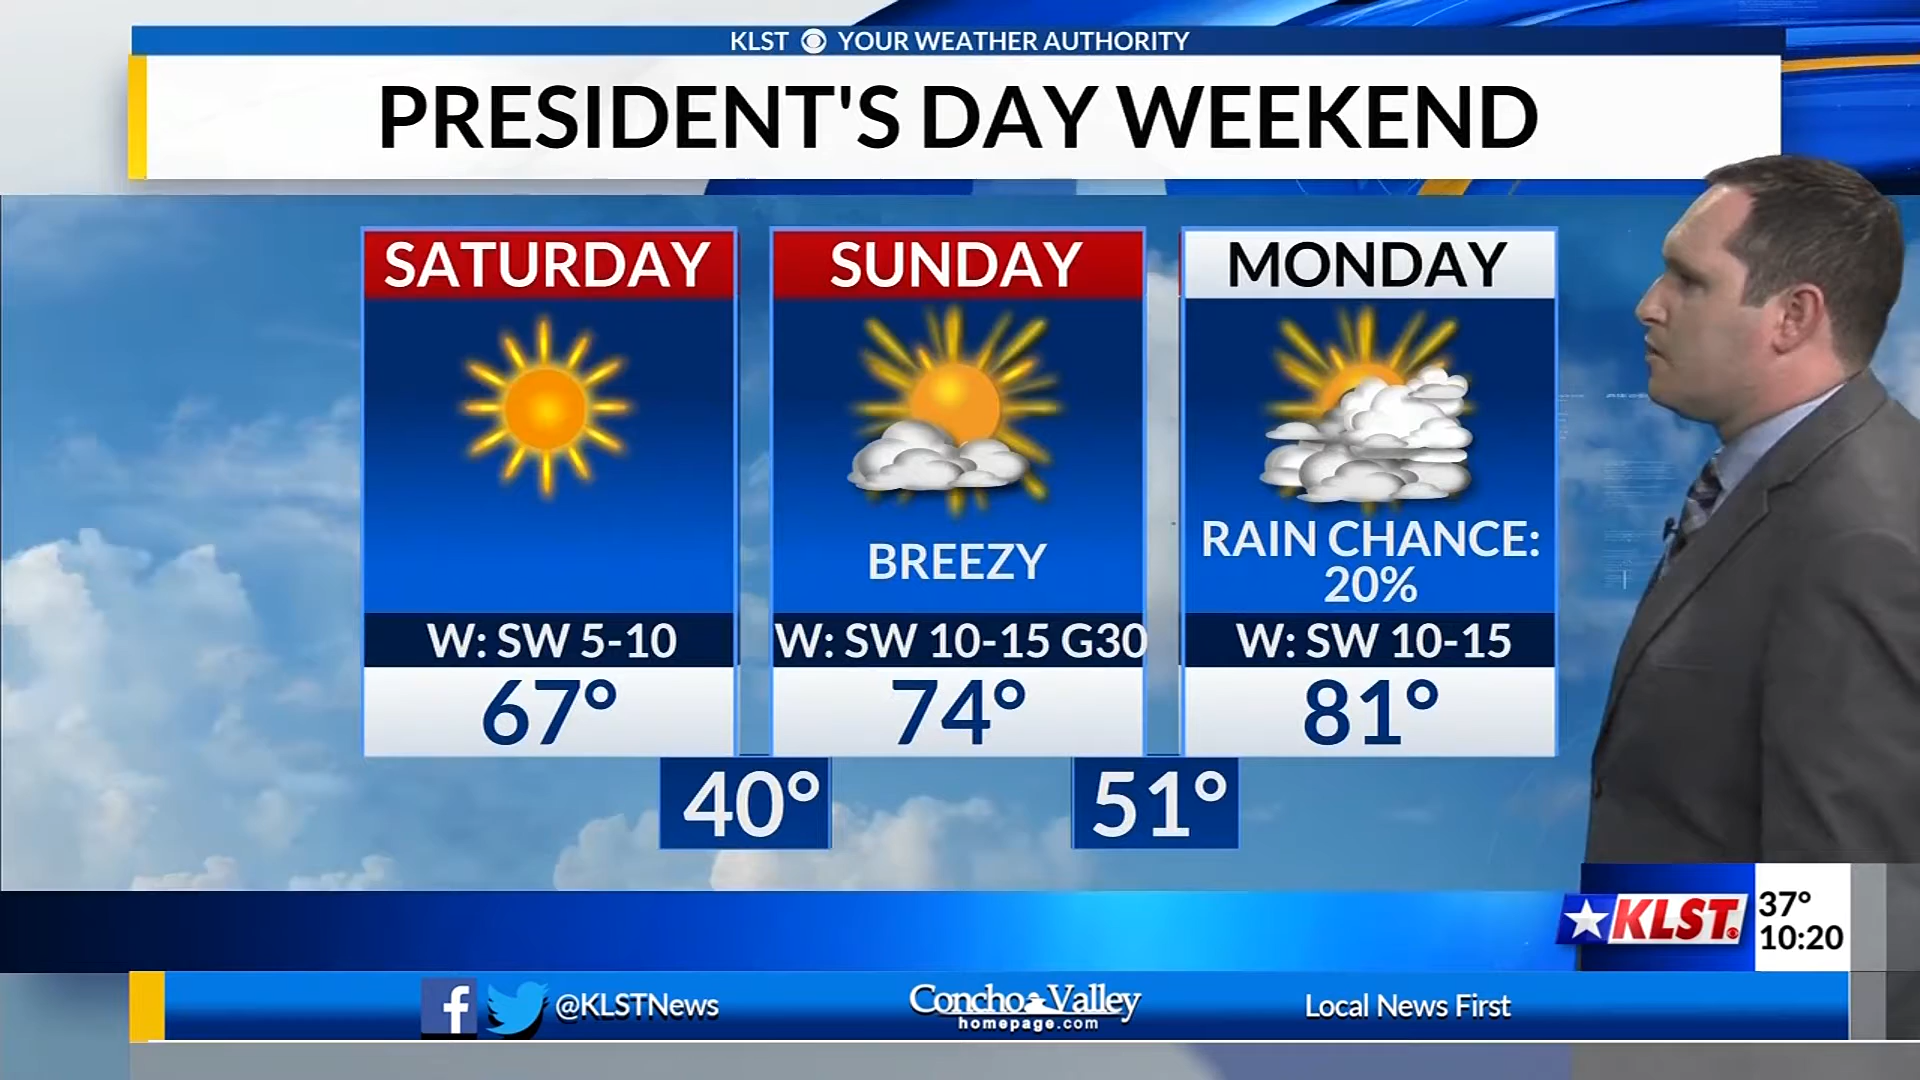 KLST YOUR WEATHER AUTHORITY
PRESIDENT'S DAY WEEKEND
SATURDAY
SUNDAY
MONDAY
BREEZY
RAIN CHANCE:
20%
W: SW 5-10
W: SW 10-15 G30
W: SW 10-15
67°
74°
81°
40°
51°
KLST
37°
10:20
@KLSTNews
Concho Valley
homepage.com
Local News First